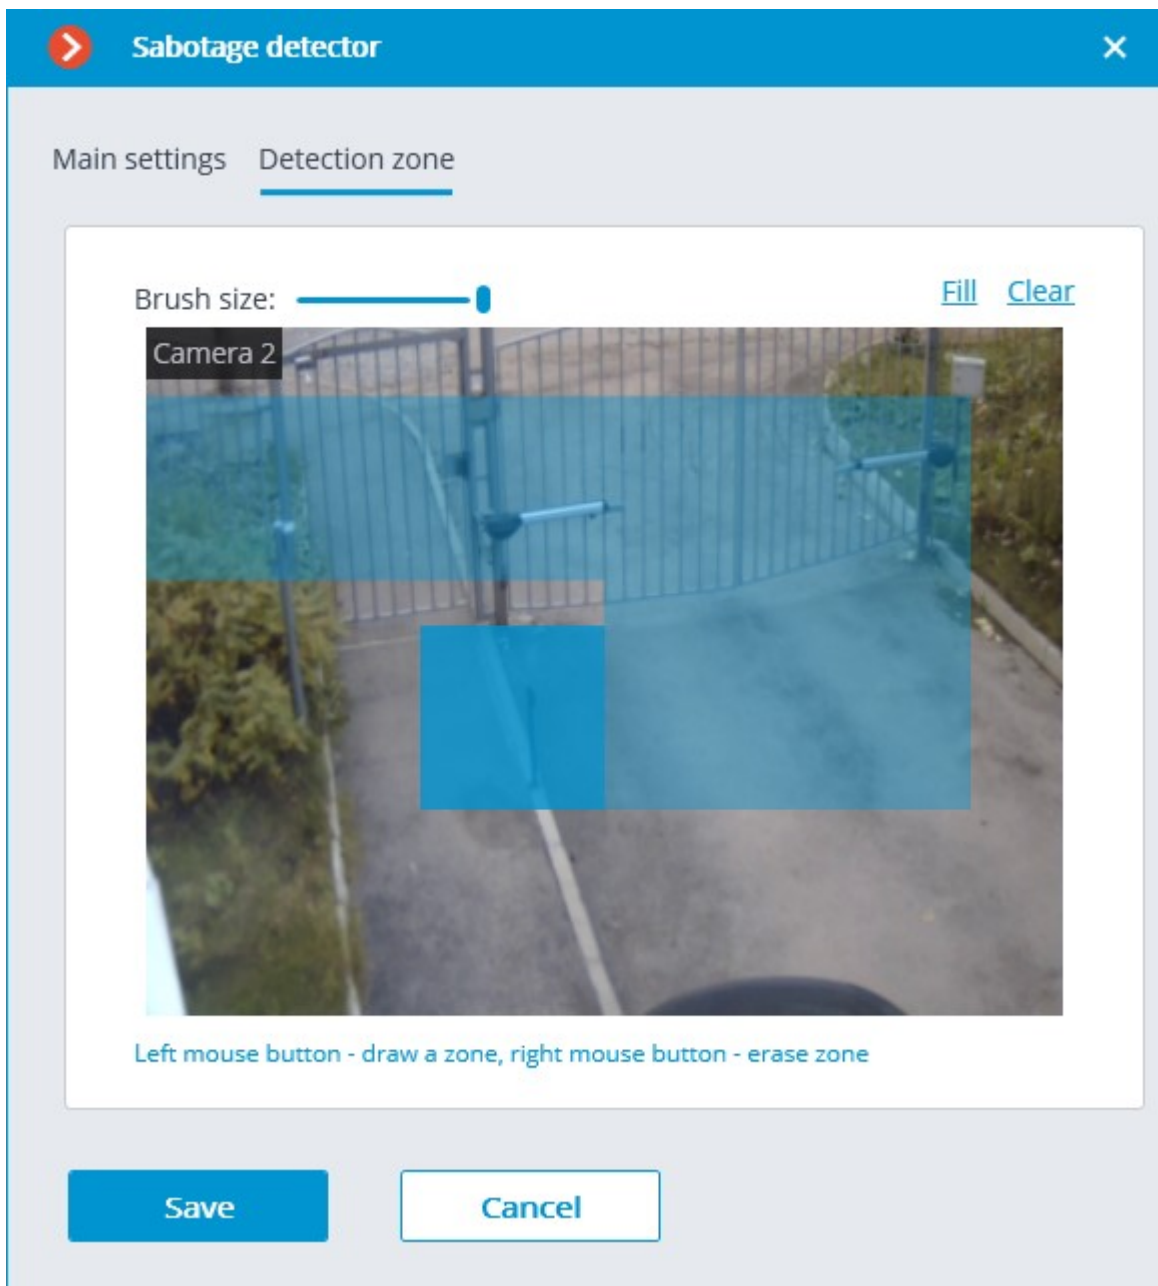 Sabotage detector
Main settings Detection zone
Brush size: Fill Clear
Camera 2
Left mouse button - draw a zone, right mouse button - erase zone
Save Cancel